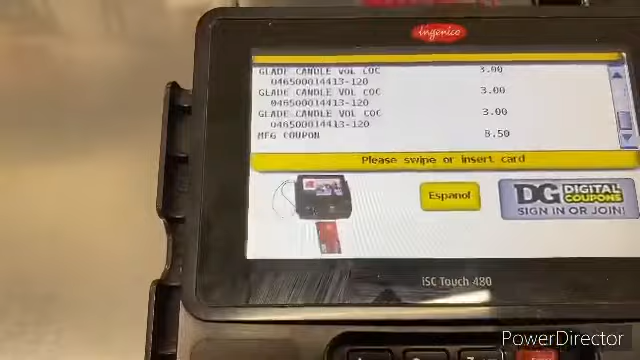 ingenico
GLADE CANDLE VOL COC 3.00
046500014413-120
GLADE CANDLE VOL COC 3.00
046500014413-120
GLADE CANDLE VOL COC 3.00
046500014413-120
MFG COUPON 8.50
Please swipe or insert card
Espanol
DG DIGITAL COUPONS
SIGN IN OR JOIN!
iSC Touch 480
PowerDirector